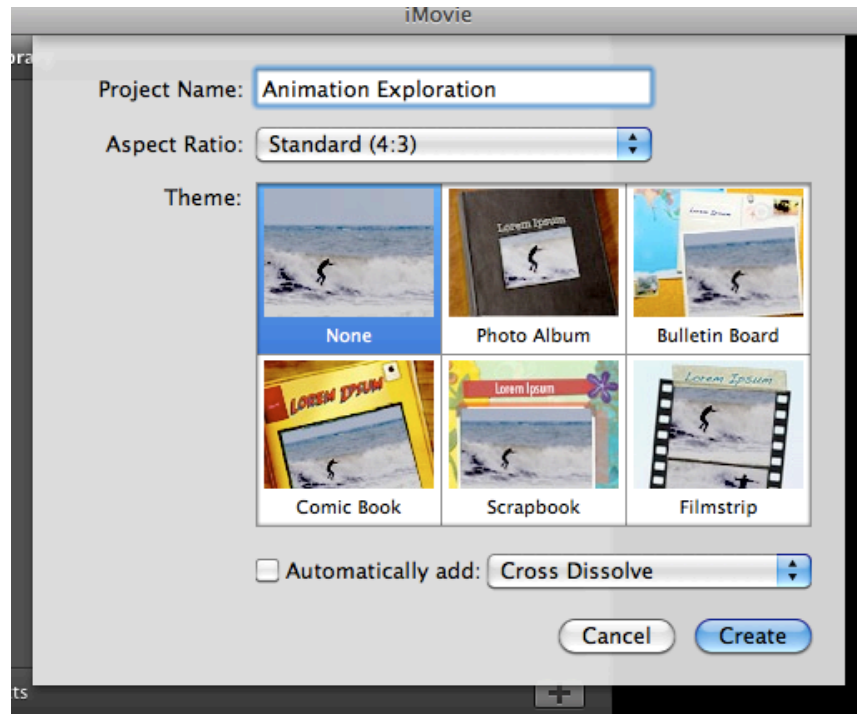 iMovie
Project Name: Animation Exploration
Aspect Ratio: Standard (4:3)
Theme:
Lorem Ipsum
Lorem Ipsum
None
Photo Album
Bulletin Board
LOREM IPSUM
Lorem Ipsum
Lorem Ipsum
Comic Book
Scrapbook
Filmstrip
Automatically add: Cross Dissolve
Cancel
Create